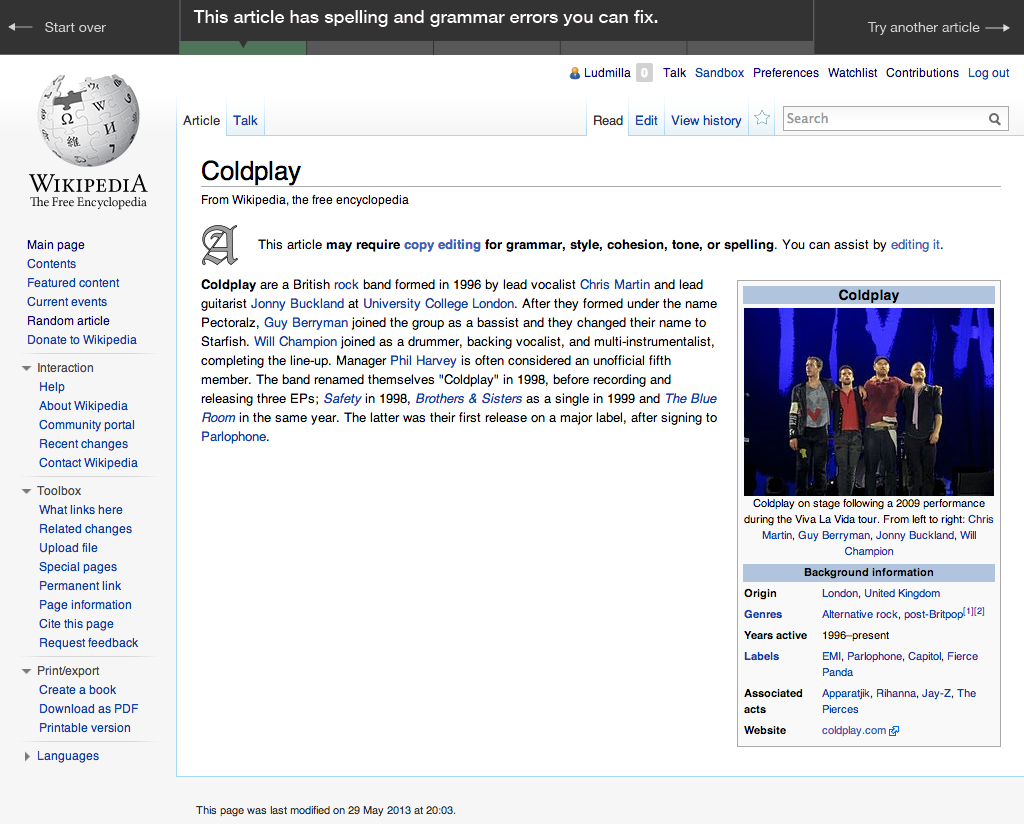 Start over
This article has spelling and grammar errors you can fix.
Try another article
Ludmilla 0 Talk Sandbox Preferences Watchlist Contributions Log out
Article Talk Read Edit View history Search
WIKIPEDIA
The Free Encyclopedia
Main page
Contents
Featured content
Current events
Random article
Donate to Wikipedia
Interaction
Help
About Wikipedia
Community portal
Recent changes
Contact Wikipedia
Toolbox
What links here
Related changes
Upload file
Special pages
Permanent link
Page information
Cite this page
Request feedback
Print/export
Create a book
Download as PDF
Printable version
Languages
Coldplay
From Wikipedia, the free encyclopedia
A This article may require copy editing for grammar, style, cohesion, tone, or spelling. You can assist by editing it.
Coldplay are a British rock band formed in 1996 by lead vocalist Chris Martin and lead
guitarist Jonny Buckland at University College London. After they formed under the name
Pectoralz, Guy Berryman joined the group as a bassist and they changed their name to
Starfish. Will Champion joined as a drummer, backing vocalist, and multi-instrumentalist,
completing the line-up. Manager Phil Harvey is often considered an unofficial fifth
member. The band renamed themselves "Coldplay" in 1998, before recording and
releasing three EPs; Safety in 1998, Brothers & Sisters as a single in 1999 and The Blue
Room in the same year. The latter was their first release on a major label, after signing to
Parlophone.
Coldplay
Coldplay on stage following a 2009 performance
during the Viva La Vida tour. From left to right: Chris
Martin, Guy Berryman, Jonny Buckland, Will
Champion
Background information
Origin London, United Kingdom
Genres Alternative rock, post-Britpop[1][2]
Years active 1996–present
Labels EMI, Parlophone, Capitol, Fierce
Panda
Associated acts Apparatjik, Rihanna, Jay-Z, The
Pierces
Website coldplay.com
This page was last modified on 29 May 2013 at 20:03.